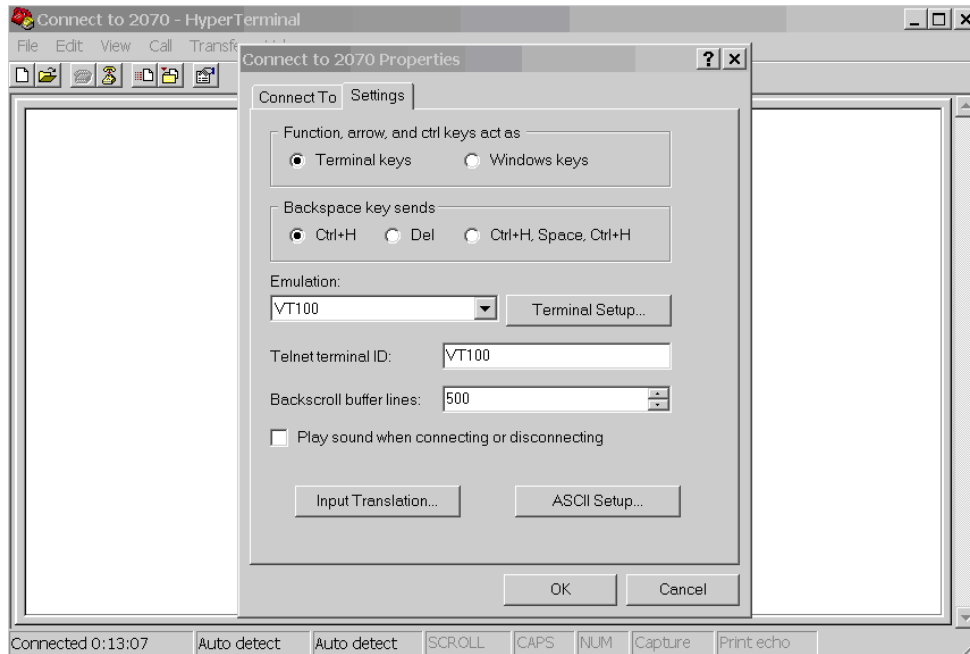 Connect to 2070 - HyperTerminal
File Edit View Call Transfe
Connect to 2070 Properties
Connect To Settings
Function, arrow, and ctrl keys act as
Terminal keys Windows keys
Backspace key sends
Ctrl+H Del Ctrl+H, Space, Ctrl+H
Emulation:
VT100 Terminal Setup...
Telnet terminal ID: VT100
Backscroll buffer lines: 500
Play sound when connecting or disconnecting
Input Translation... ASCII Setup...
OK Cancel
Connected 0:13:07 Auto detect Auto detect SCROLL CAPS NUM Capture Print echo